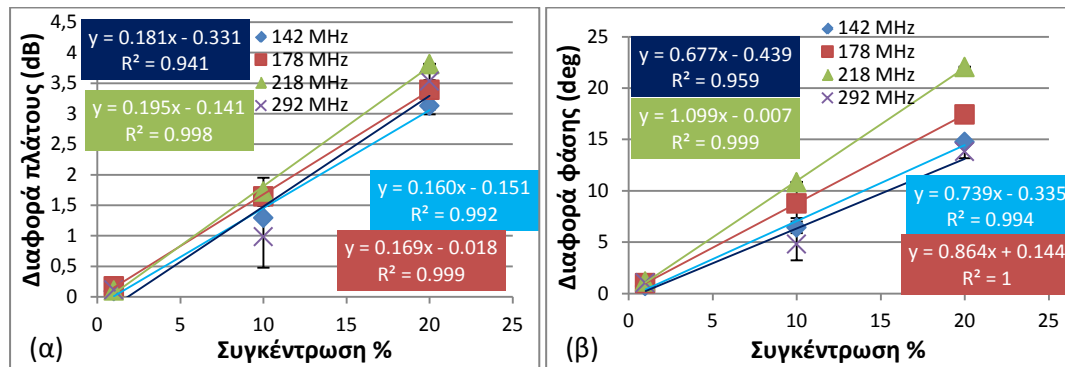 Διαφορά πλάτους (dB)
4,5
4
3,5
3
2,5
2
1,5
1
0,5
0
y = 0.181x - 0.331
R² = 0.941
y = 0.195x - 0.141
R² = 0.998
142 MHz
178 MHz
218 MHz
292 MHz
y = 0.160x - 0.151
R² = 0.992
y = 0.169x - 0.018
R² = 0.999
0 5 10 15 20 25
(α) Συγκέντρωση %
Διαφορά φάσης (deg)
25
20
15
10
5
0
y = 0.677x - 0.439
R² = 0.959
y = 1.099x - 0.007
R² = 0.999
142 MHz
178 MHz
218 MHz
292 MHz
y = 0.739x - 0.335
R² = 0.994
y = 0.864x + 0.144
R² = 1
0 5 10 15 20 25
(β) Συγκέντρωση %